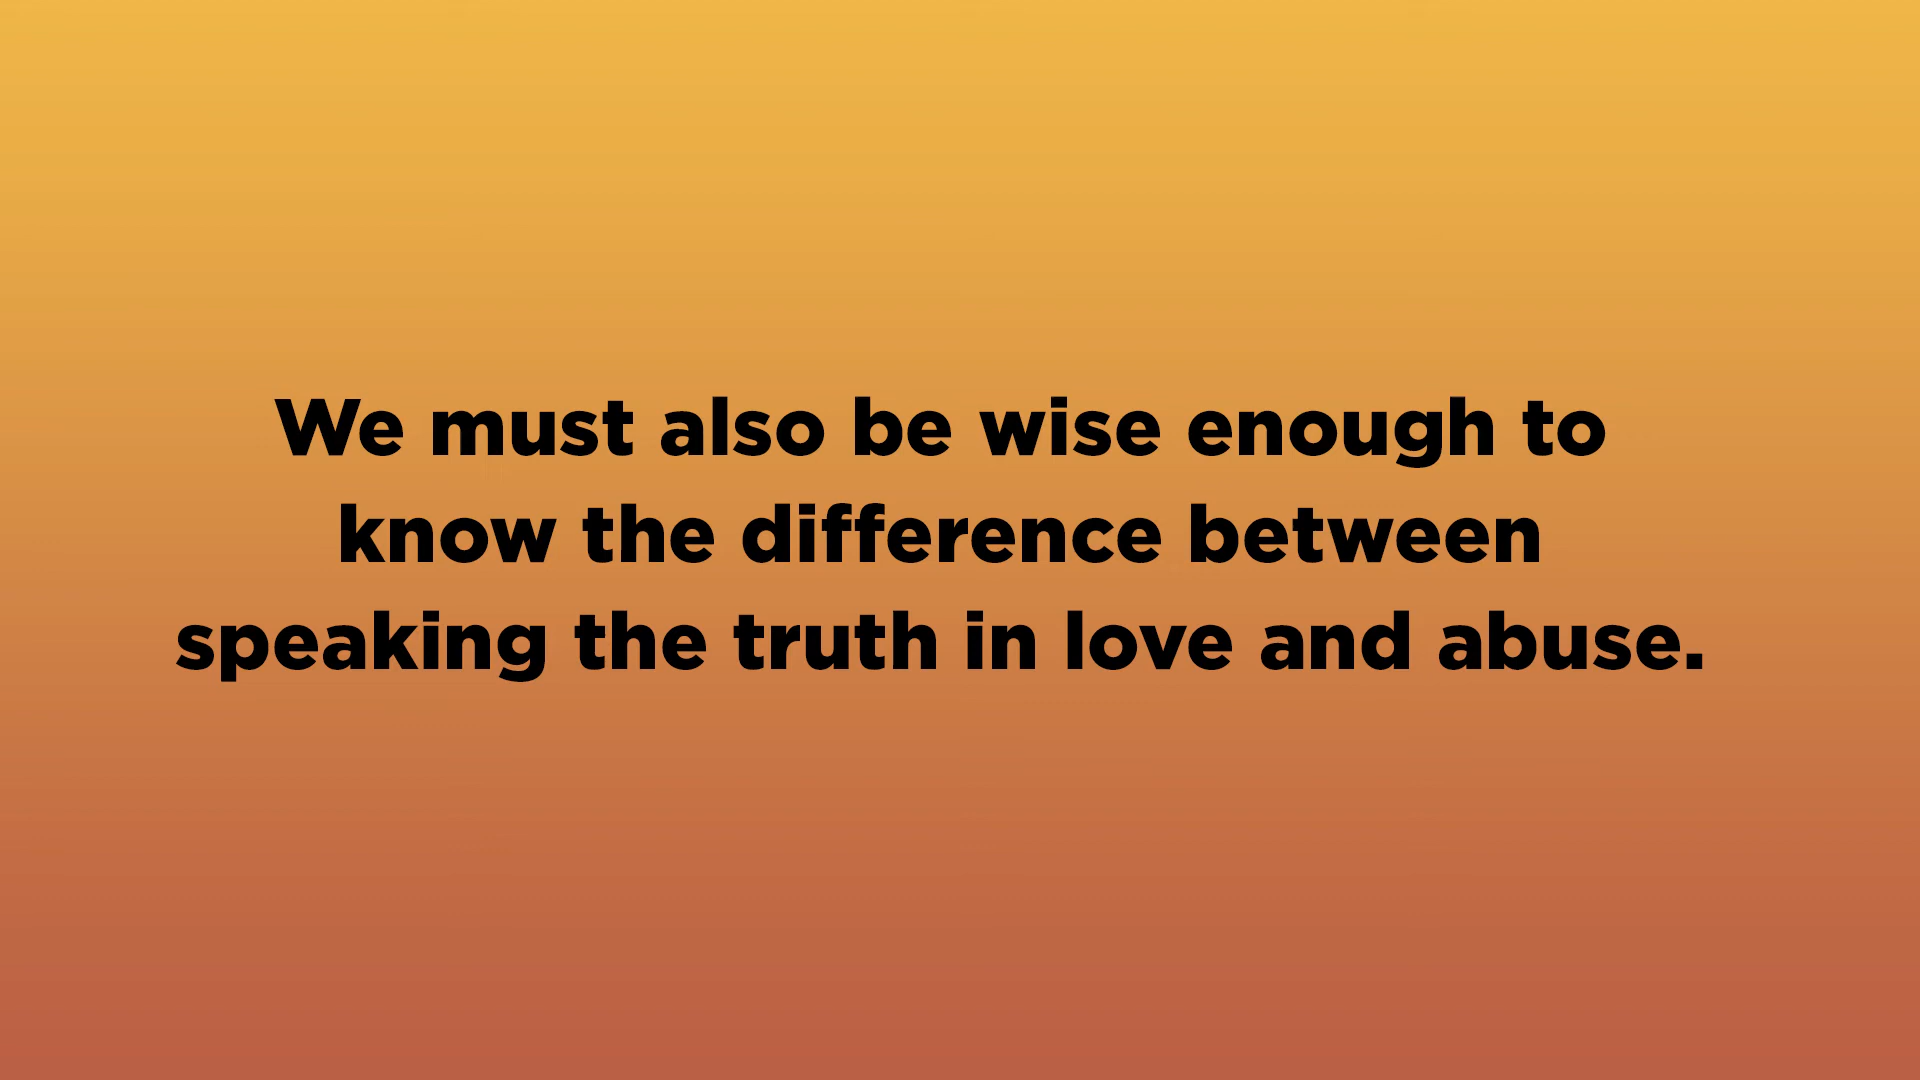 We must also be wise enough to
know the difference between
speaking the truth in love and abuse.